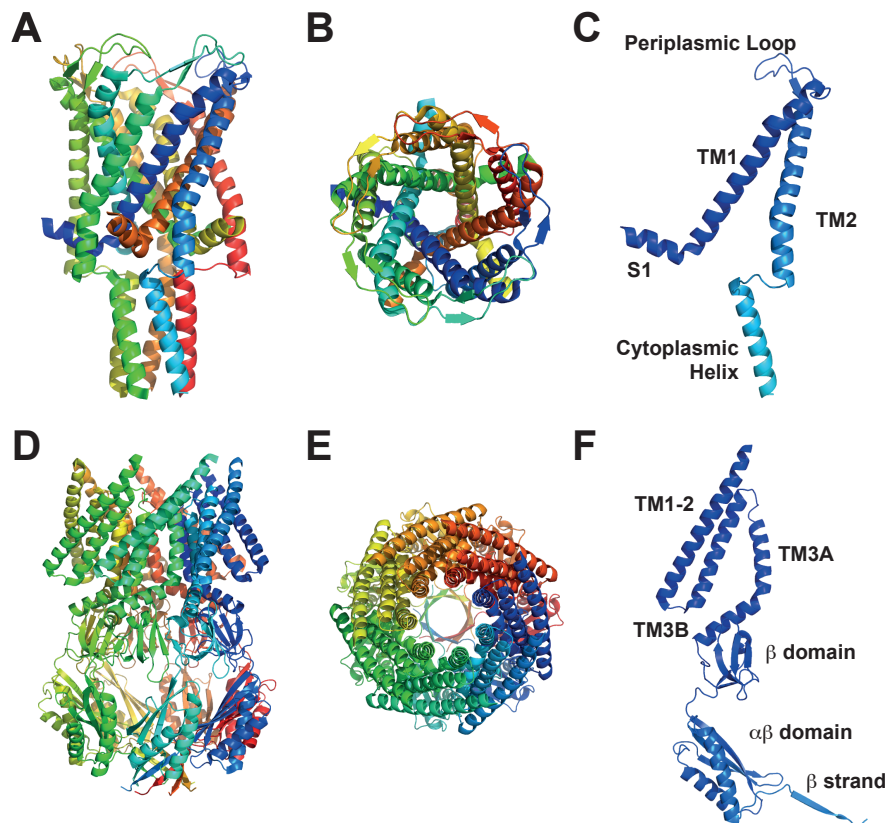 A
B
C
Periplasmic Loop
TM1
TM2
S1
Cytoplasmic
Helix
D
E
F
TM1-2
TM3A
TM3B
β domain
αβ domain
β strand